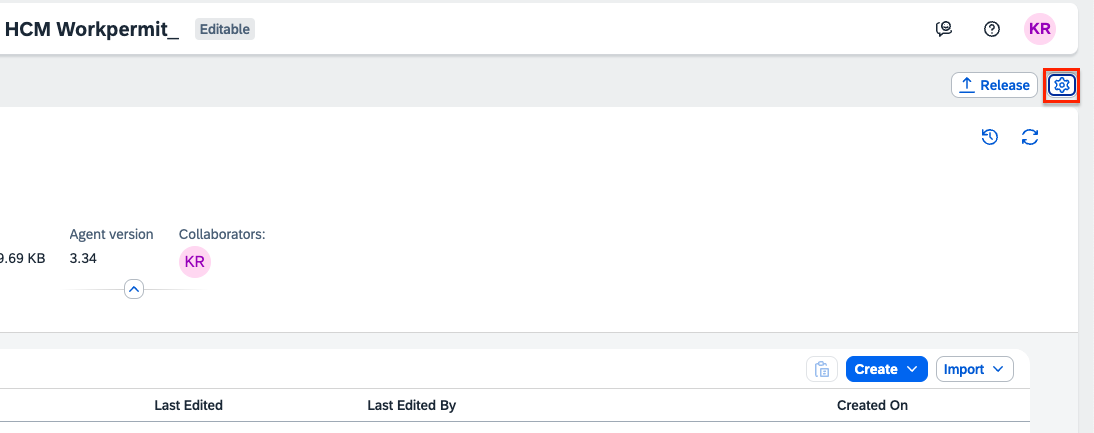 HCM Workpermit_ Editable KR
Release
Agent version Collaborators:
9.69 KB 3.34 KR
Create Import
Last Edited Last Edited By Created On